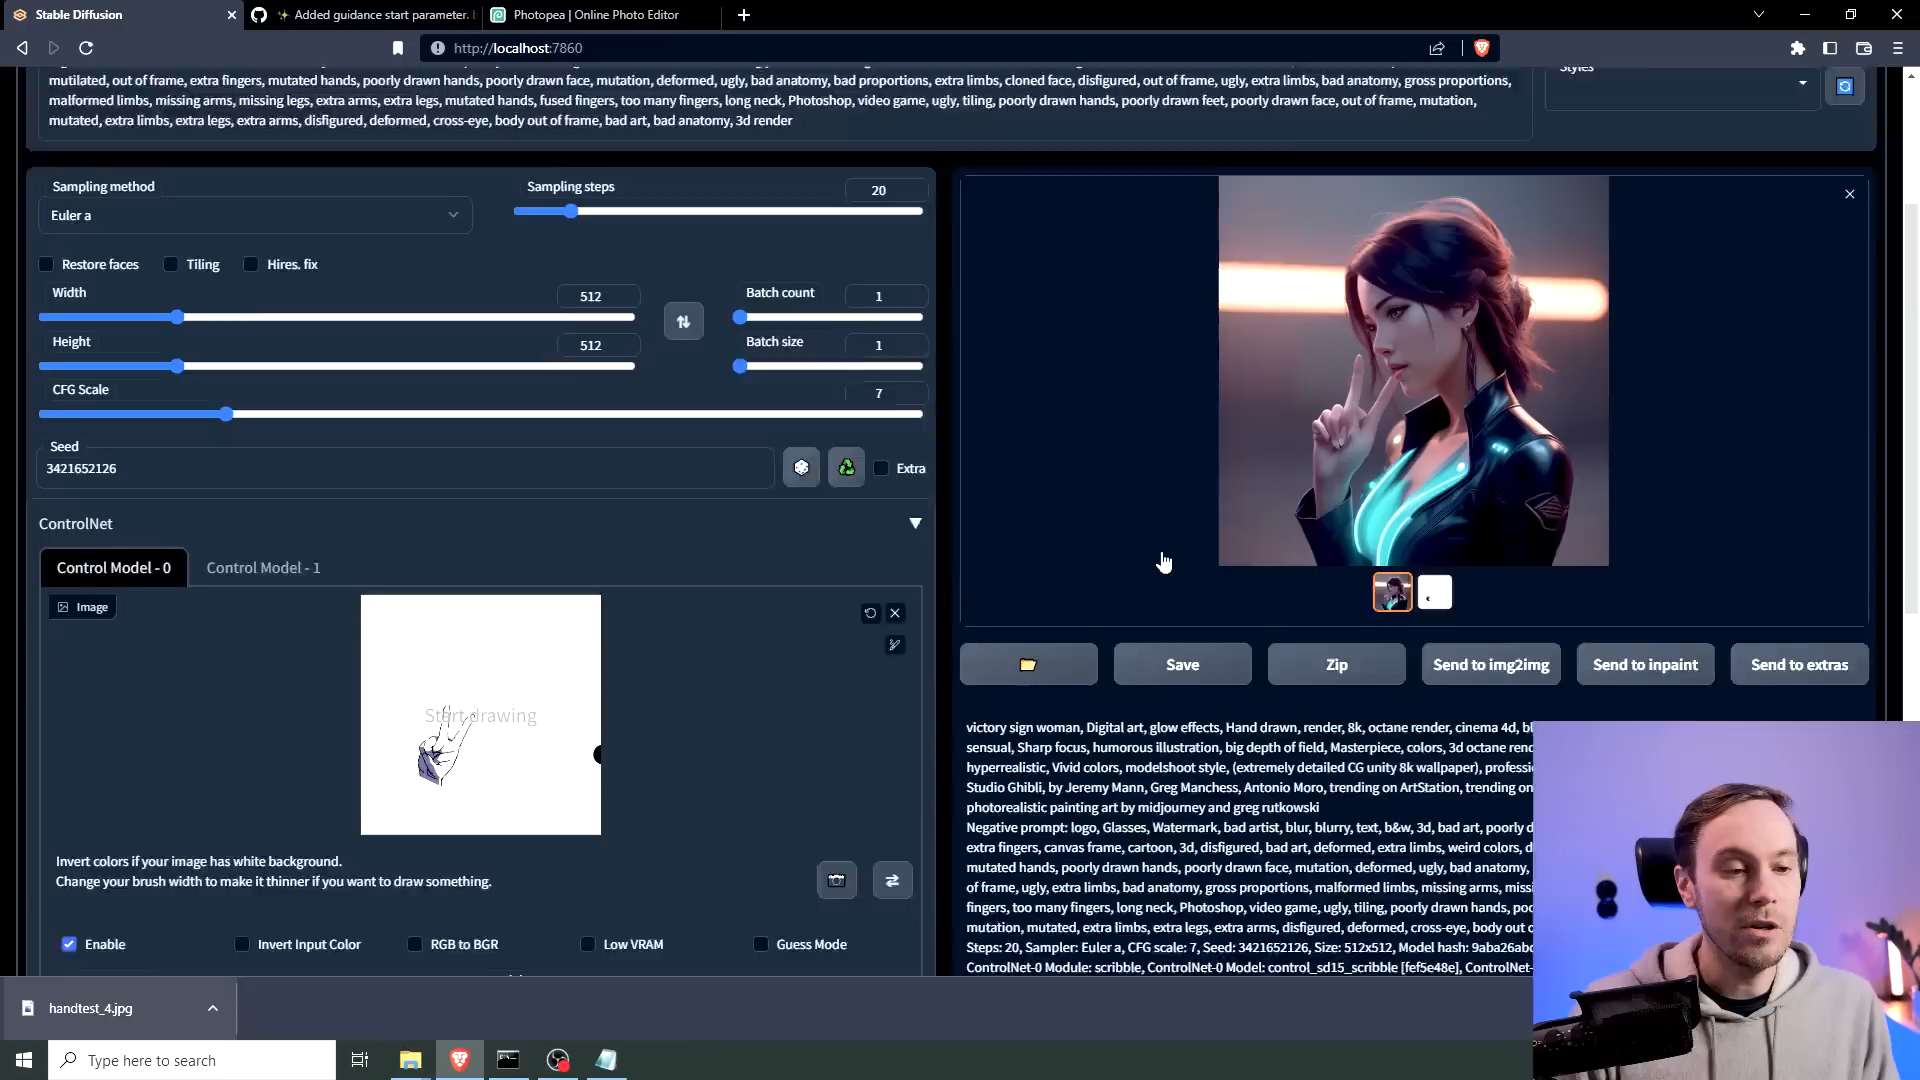 Stable Diffusion
Added guidance start parameter.
Photopea | Online Photo Editor
http://localhost:7860
mutilated, out of frame, extra fingers, mutated hands, poorly drawn hands, poorly drawn face, mutation, deformed, ugly, bad anatomy, bad proportions, extra limbs, cloned face, disfigured, out of frame, ugly, extra limbs, bad anatomy, gross proportions,
malformed limbs, missing arms, missing legs, extra arms, extra legs, mutated hands, fused fingers, too many fingers, long neck, Photoshop, video game, ugly, tiling, poorly drawn hands, poorly drawn feet, poorly drawn face, out of frame, mutation,
mutated, extra limbs, extra legs, extra arms, disfigured, deformed, cross-eye, body out of frame, bad art, bad anatomy, 3d render
Styles
Sampling method
Euler a
Sampling steps
20
Restore faces
Tiling
Hires. fix
Width
512
Batch count
1
Height
512
Batch size
1
CFG Scale
7
Seed
3421652126
Extra
ControlNet
Control Model - 0
Control Model - 1
Image
Start drawing
Invert colors if your image has white background.
Change your brush width to make it thinner if you want to draw something.
Enable
Invert Input Color
RGB to BGR
Low VRAM
Guess Mode
Save
Zip
Send to img2img
Send to inpaint
Send to extras
victory sign woman, Digital art, glow effects, Hand drawn, render, 8k, octane render, cinema 4d, bl
sensual, Sharp focus, humorous illustration, big depth of field, Masterpiece, colors, 3d octane rend
hyperrealistic, Vivid colors, modelshoot style, (extremely detailed CG unity 8k wallpaper), professi
Studio Ghibli, by Jeremy Mann, Greg Manchess, Antonio Moro, trending on ArtStation, trending on
photorealistic painting art by midjourney and greg rutkowski
Negative prompt: logo, Glasses, Watermark, bad artist, blur, blurry, text, b&w, 3d, bad art, poorly d
extra fingers, canvas frame, cartoon, 3d, disfigured, bad art, deformed, extra limbs, weird colors, d
mutated hands, poorly drawn hands, poorly drawn face, mutation, deformed, ugly, bad anatomy,
of frame, ugly, extra limbs, bad anatomy, gross proportions, malformed limbs, missing arms, missi
fingers, too many fingers, long neck, Photoshop, video game, ugly, tiling, poorly drawn hands, poo
mutation, mutated, extra limbs, extra legs, extra arms, disfigured, deformed, cross-eye, body out o
Steps: 20, Sampler: Euler a, CFG scale: 7, Seed: 3421652126, Size: 512x512, Model hash: 9aba26abc
ControlNet-0 Module: scribble, ControlNet-0 Model: control_sd15_scribble [fef5e48e], ControlNet-
handtest_4.jpg
Type here to search